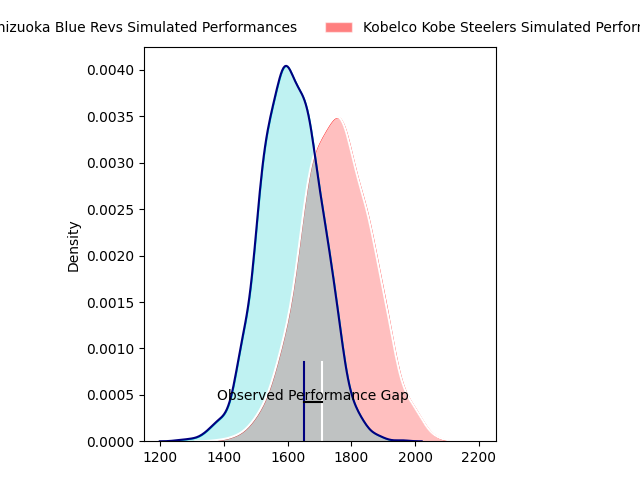 hizuoka Blue Revs Simulated Performances Kobelco Kobe Steelers Simulated Perfor
0.0040
0.0035
0.0030
0.0025
0.0020
0.0015
0.0010
0.0005
0.0000
Density
Observed Performance Gap
1200 1400 1600 1800 2000 2200